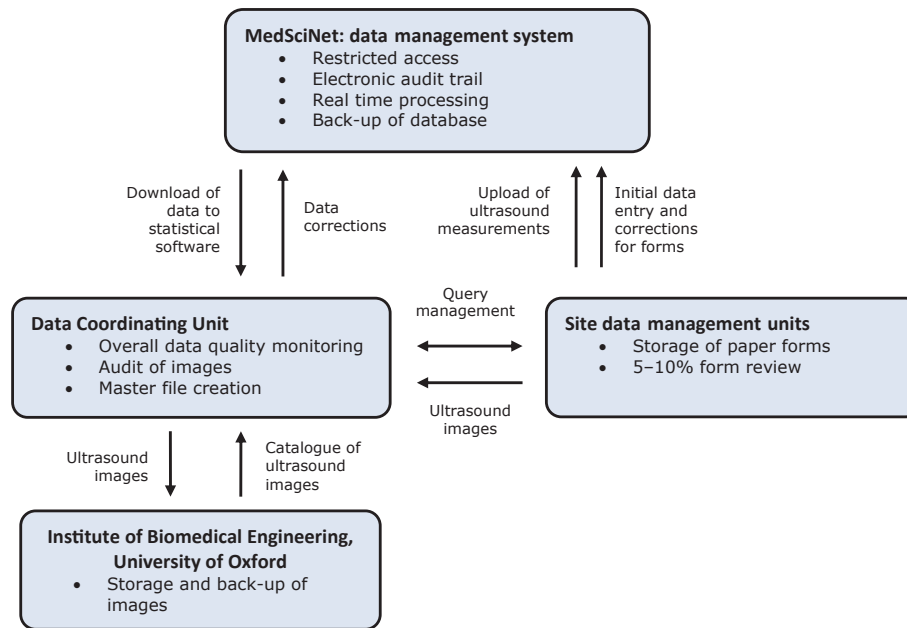 MedSciNet: data management system
• Restricted access
• Electronic audit trail
• Real time processing
• Back-up of database
Download of
data to
statistical
software
Data
corrections
Upload of
ultrasound
measurements
Initial data
entry and
corrections
for forms
Data Coordinating Unit
• Overall data quality monitoring
• Audit of images
• Master file creation
Query
management
Ultrasound
images
Site data management units
• Storage of paper forms
• 5–10% form review
Ultrasound
images
Catalogue of
ultrasound
images
Institute of Biomedical Engineering,
University of Oxford
• Storage and back-up of
images